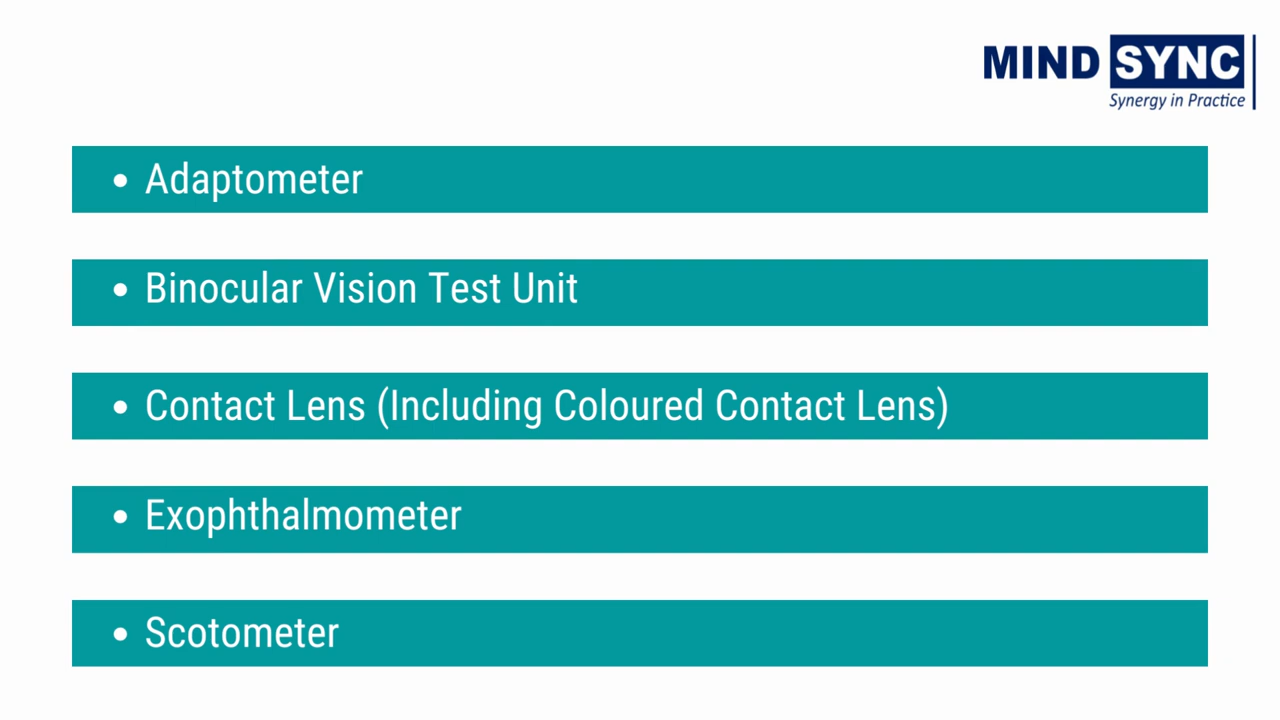 MIND SYNC
Synergy in Practice
• Adaptometer
• Binocular Vision Test Unit
• Contact Lens (Including Coloured Contact Lens)
• Exophthalmometer
• Scotometer